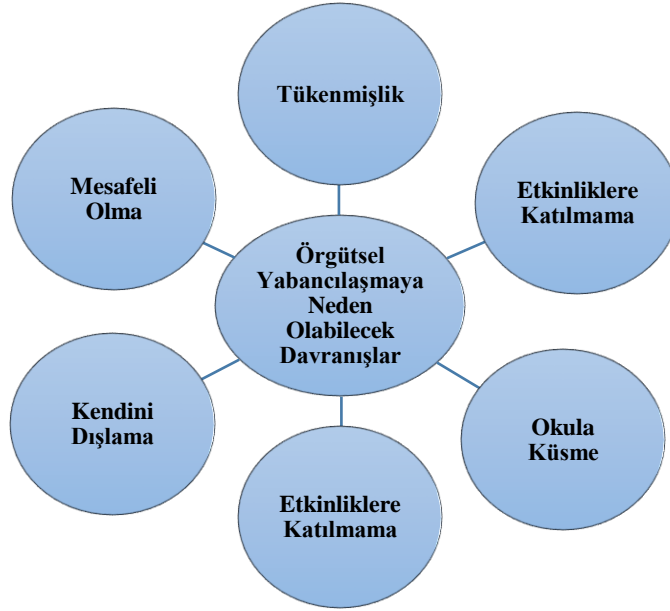 Tükenmişlik
Mesafeli
Olma
Etkinliklere
Katılmama
Örgütsel
Yabancılaşmaya
Neden
Olabilecek
Davranışlar
Kendini
Dışlama
Okula
Küsme
Etkinliklere
Katılmama